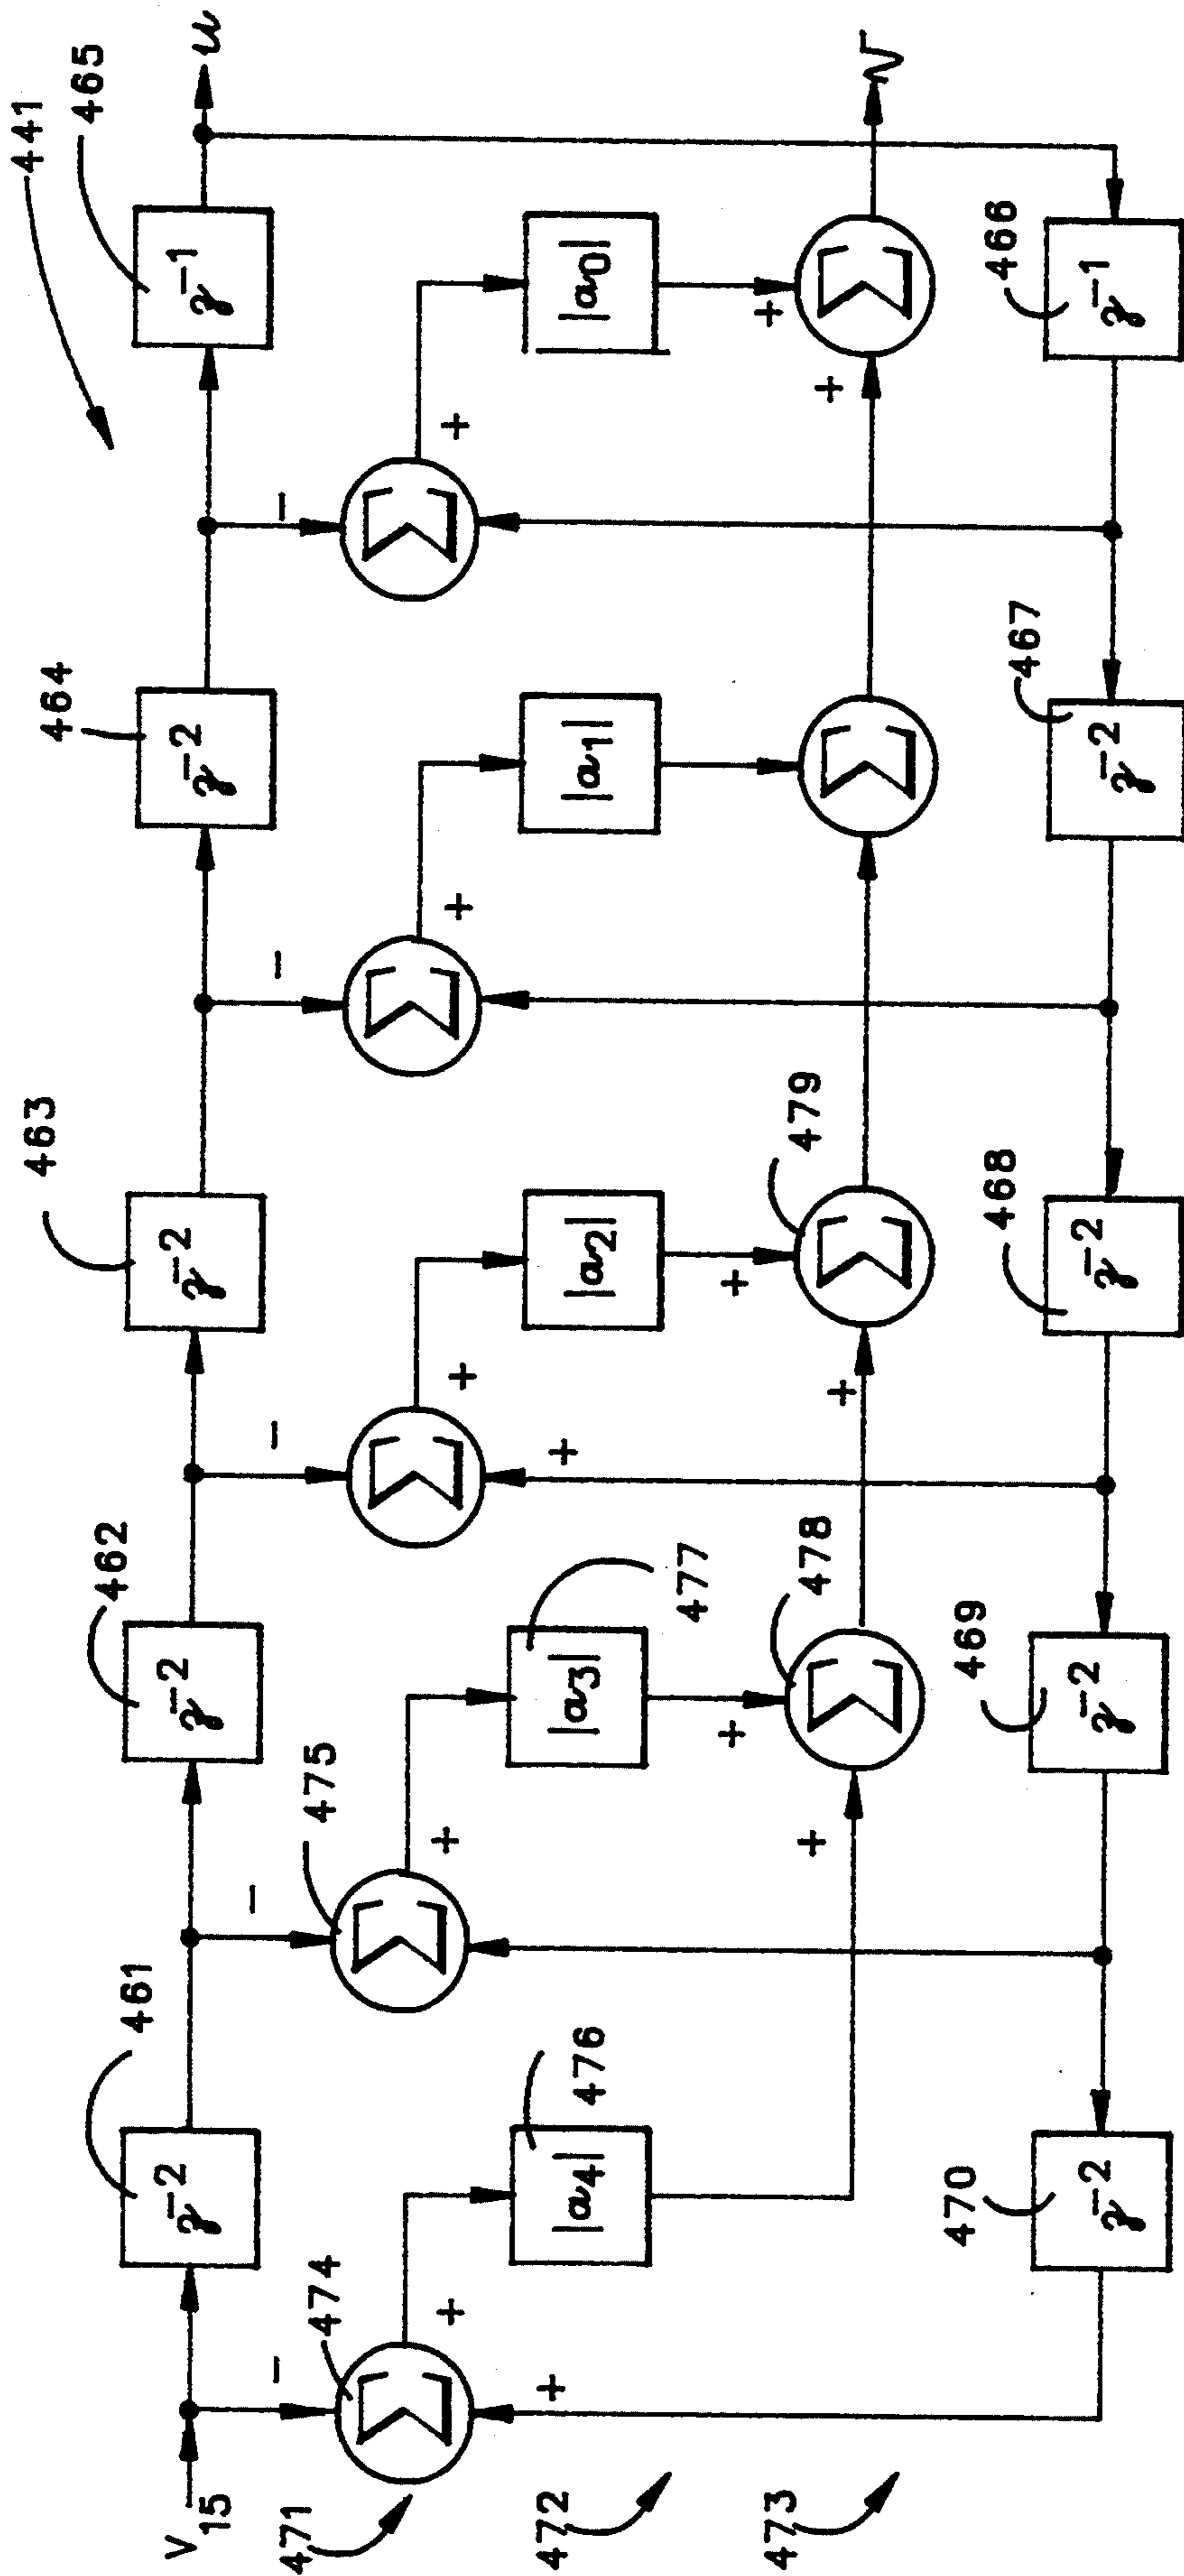 441
461
462
463
464
465
z⁻²
z⁻²
z⁻²
z⁻²
z⁻¹
V₁₅
u
− − − − −
471
474
475
Σ Σ Σ Σ Σ
+ + + + +
472
476
477
|a₄|
|a₃|
|a₂|
|a₁|
|a₀|
+ + + + +
473
478
479
+ + + +
Σ Σ Σ Σ
v
470
469
468
467
466
z⁻²
z⁻²
z⁻²
z⁻²
z⁻¹